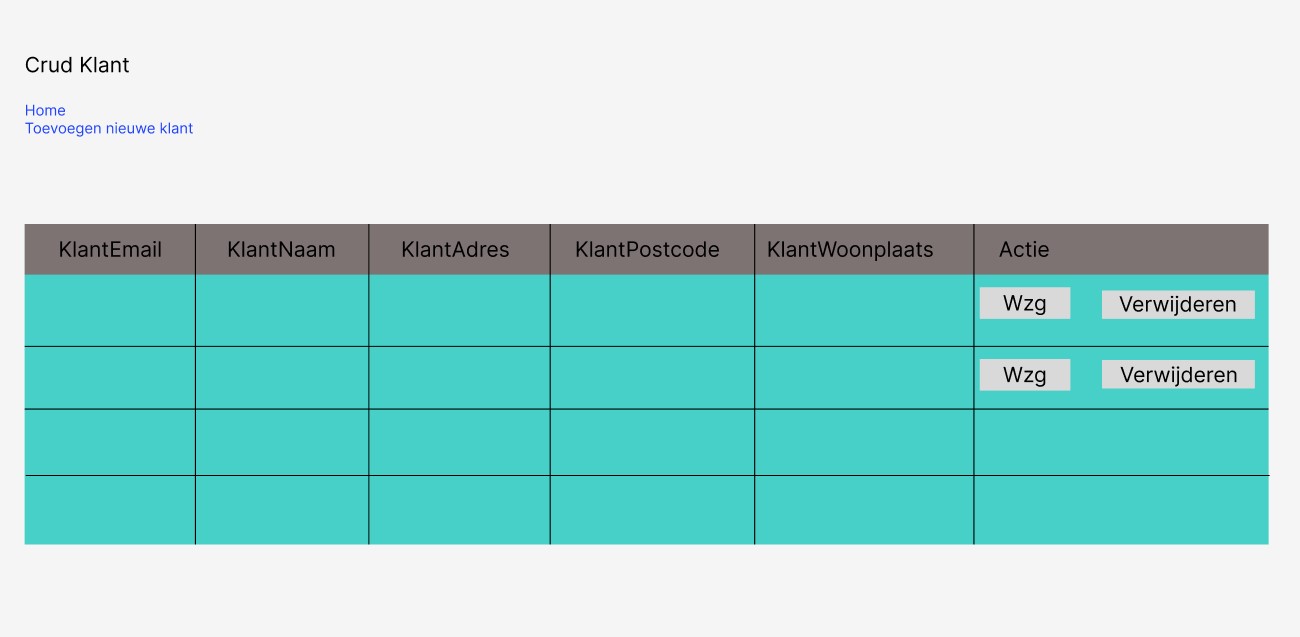 Crud Klant
Home
Toevoegen nieuwe klant
KlantEmail KlantNaam KlantAdres KlantPostcode KlantWoonplaats Actie
Wzg Verwijderen
Wzg Verwijderen